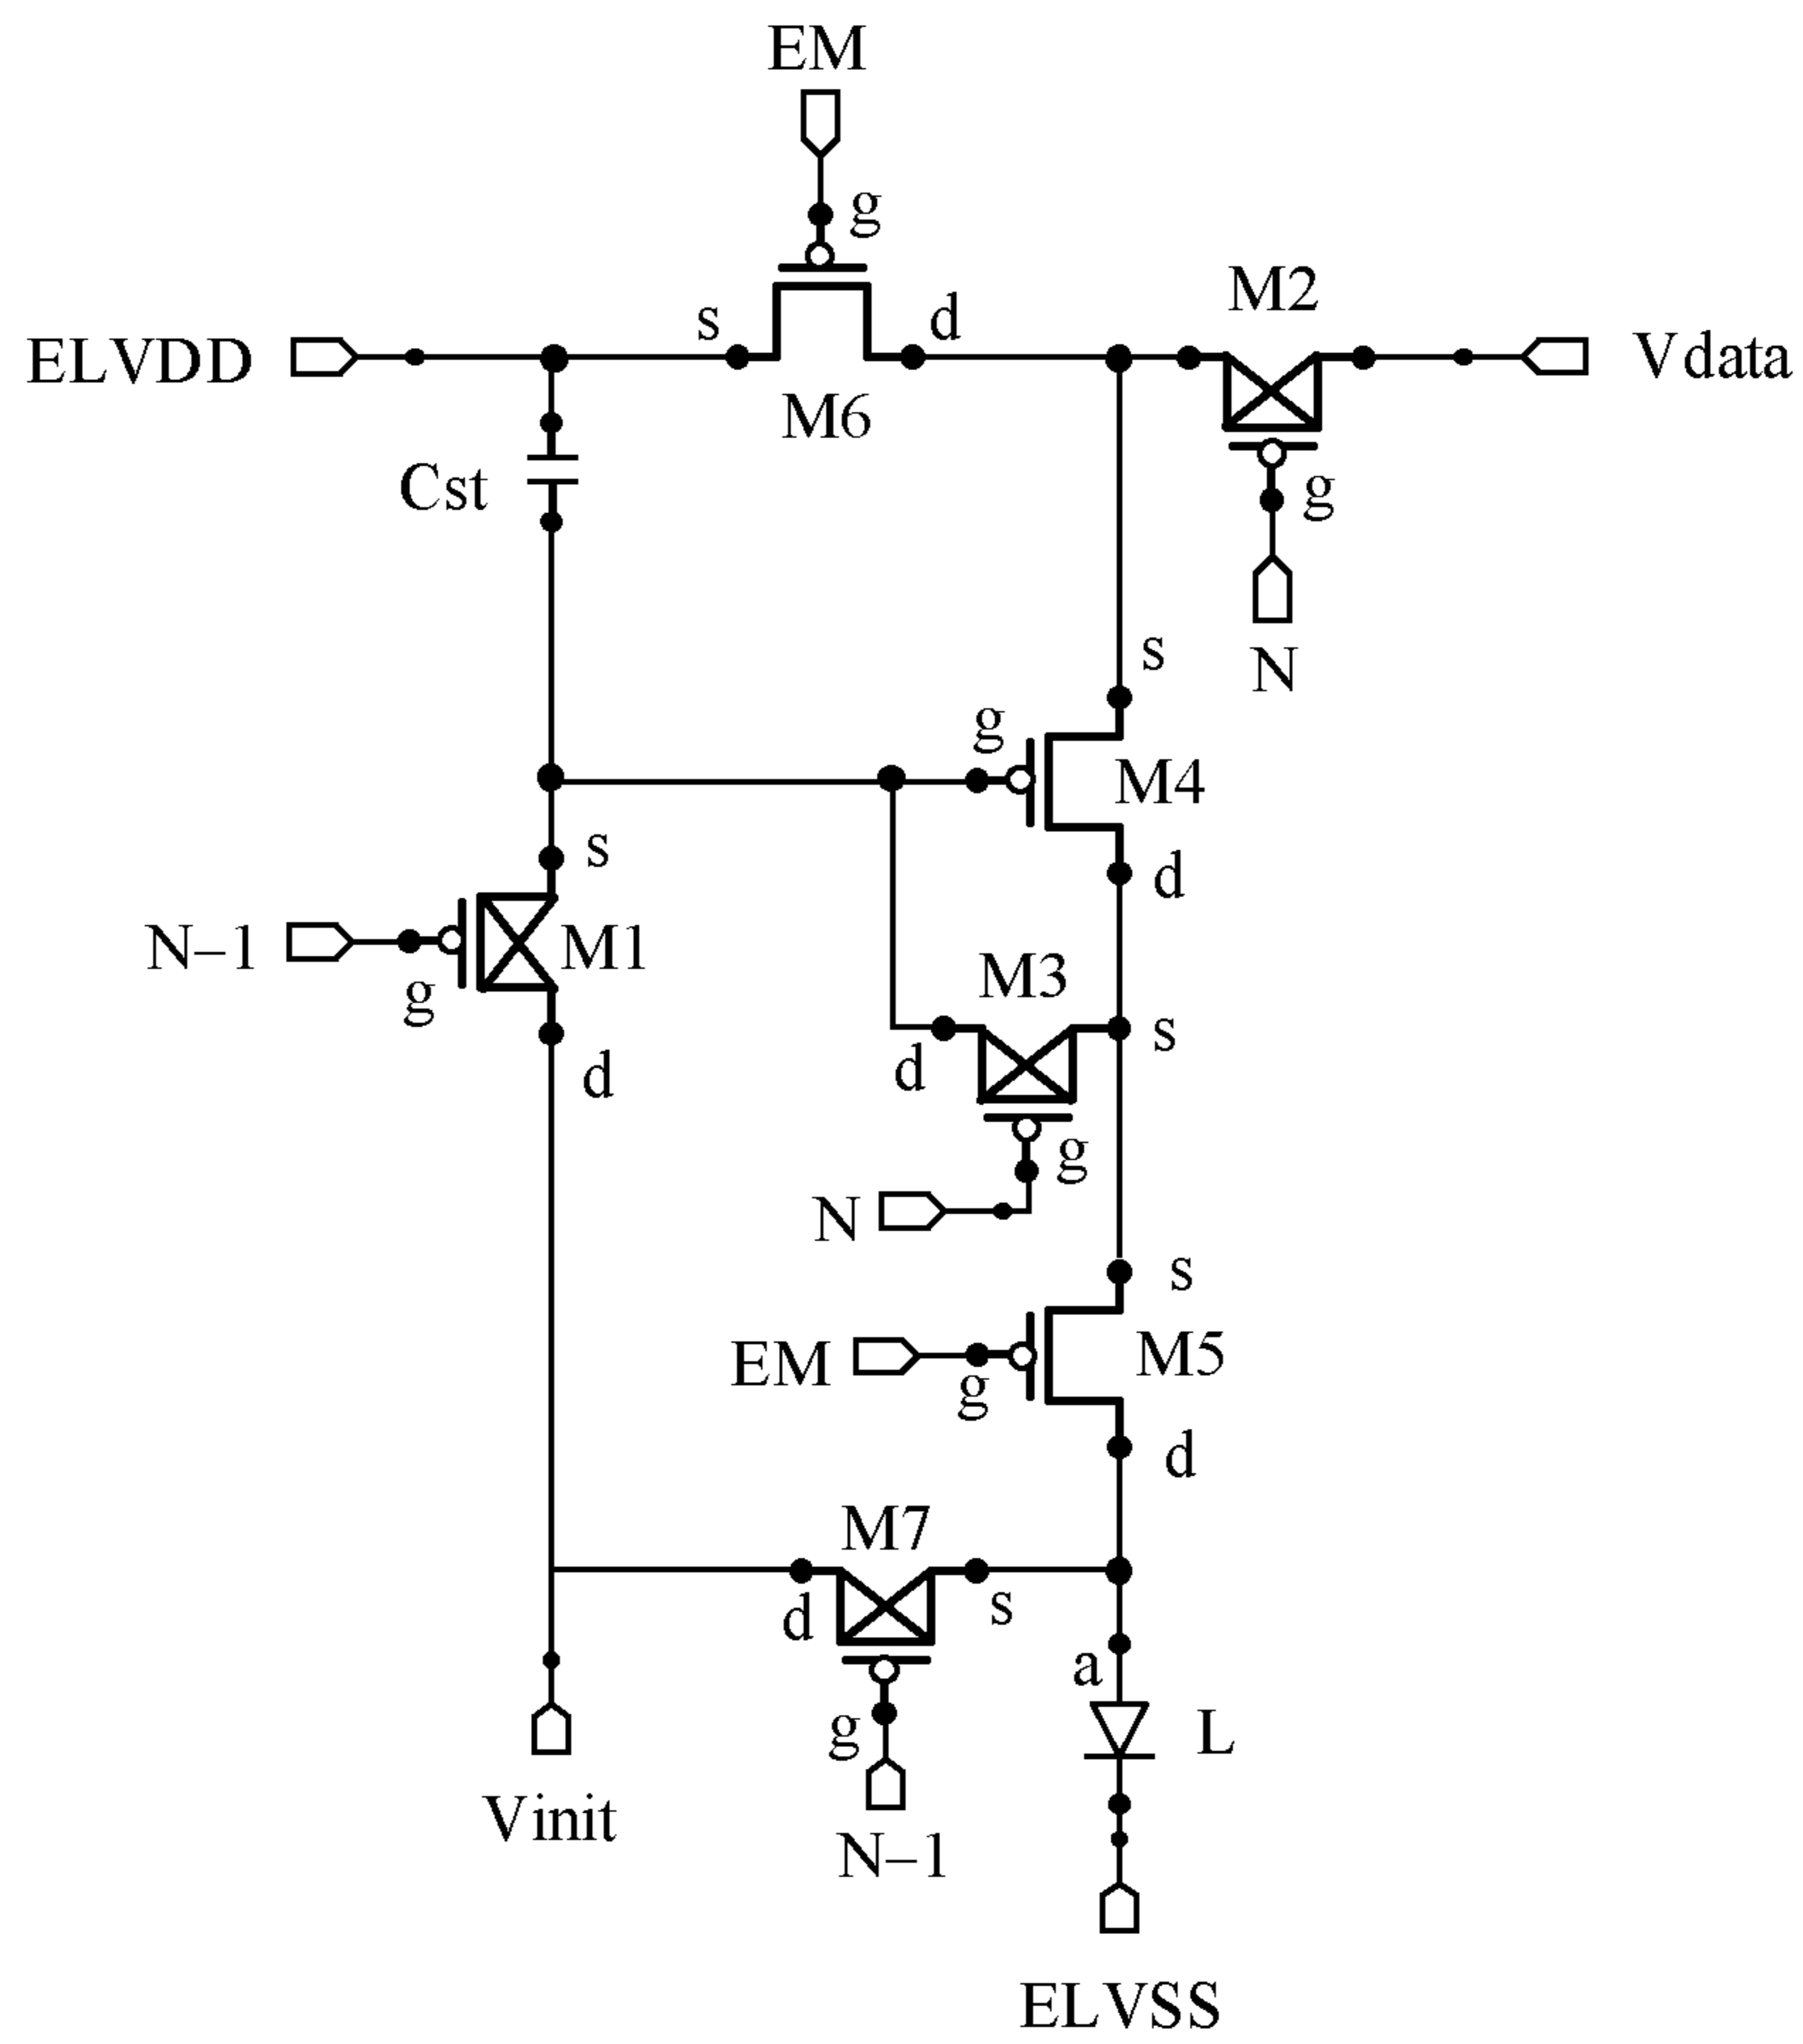 EM
g
M2
s
d
ELVDD
Vdata
M6
Cst
g
N
s
g
M4
s
d
N–1
M1
M3
g
s
d
d
g
N
s
EM
M5
g
d
M7
d
s
a
g
L
Vinit
N–1
ELVSS